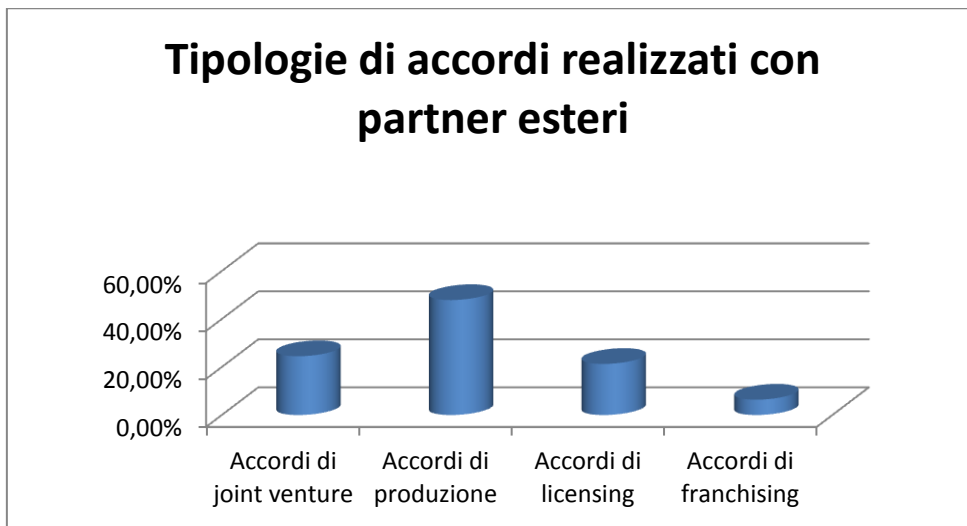 Tipologie di accordi realizzati con
partner esteri
60,00%
40,00%
20,00%
0,00%
Accordi di
joint venture
Accordi di
produzione
Accordi di
licensing
Accordi di
franchising